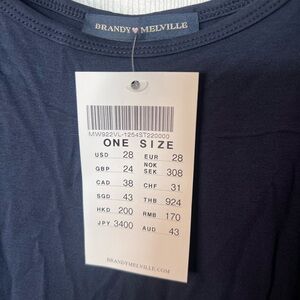 BRANDY MELVILLE
MW922VL-1254ST220000
ONE SIZE
USD 28 EUR 28
GBP 24 NOK SEK 308
CAD 38 CHF 31
SGD 43 THB 924
HKD 200 RMB 170
JPY 3400 AUD 43
BRANDYMELVILLE.COM